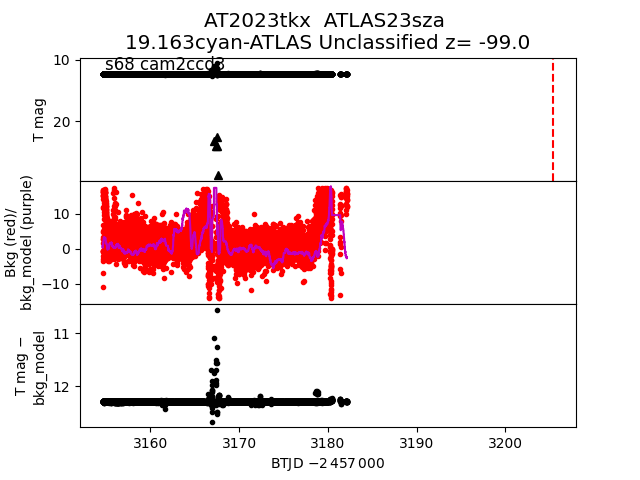 AT2023tkx  ATLAS23sza
19.163cyan-ATLAS Unclassified z= -99.0
s68 cam2ccd3
10
20
T mag
10
0
−10
Bkg (red)/
bkg_model (purple)
11
12
T mag −
bkg_model
3160 3170 3180 3190 3200
BTJD −2 457 000